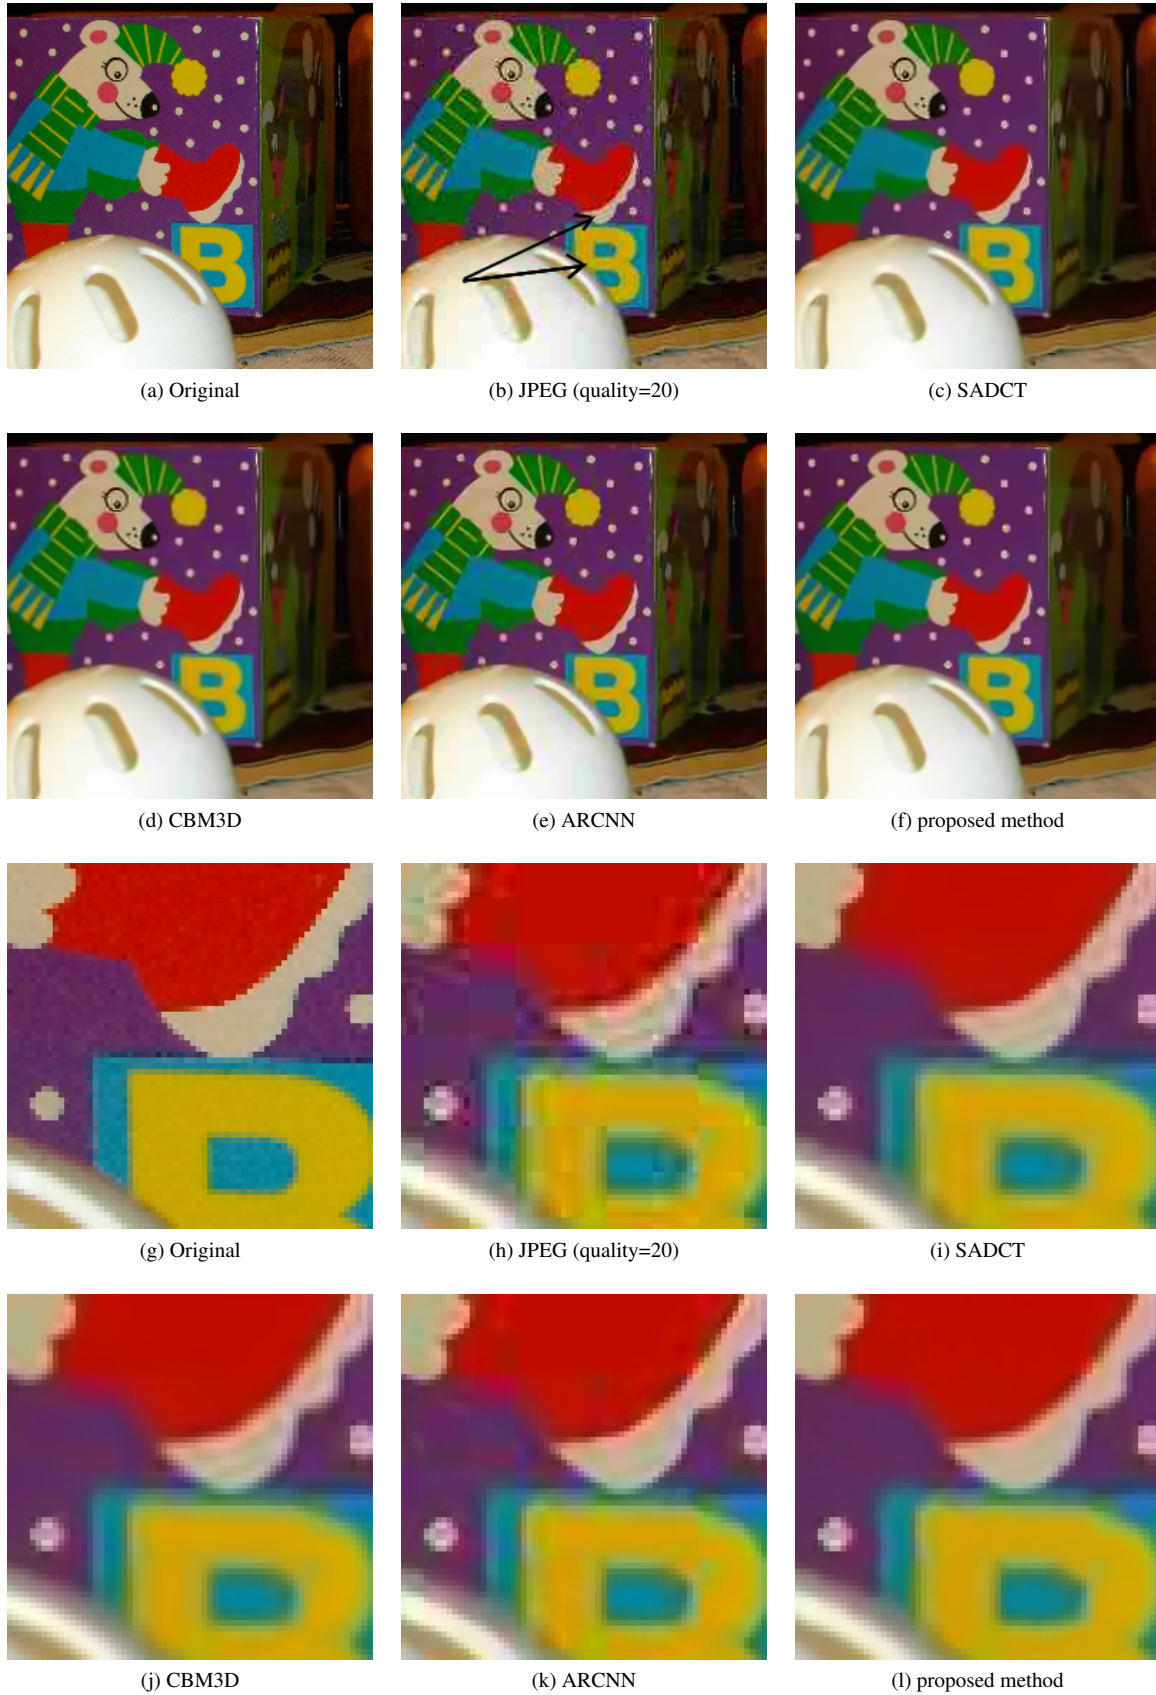 B
B
B
(a) Original
(b) JPEG (quality=20)
(c) SADCT
B
B
B
(d) CBM3D
(e) ARCNN
(f) proposed method
(g) Original
(h) JPEG (quality=20)
(i) SADCT
(j) CBM3D
(k) ARCNN
(l) proposed method